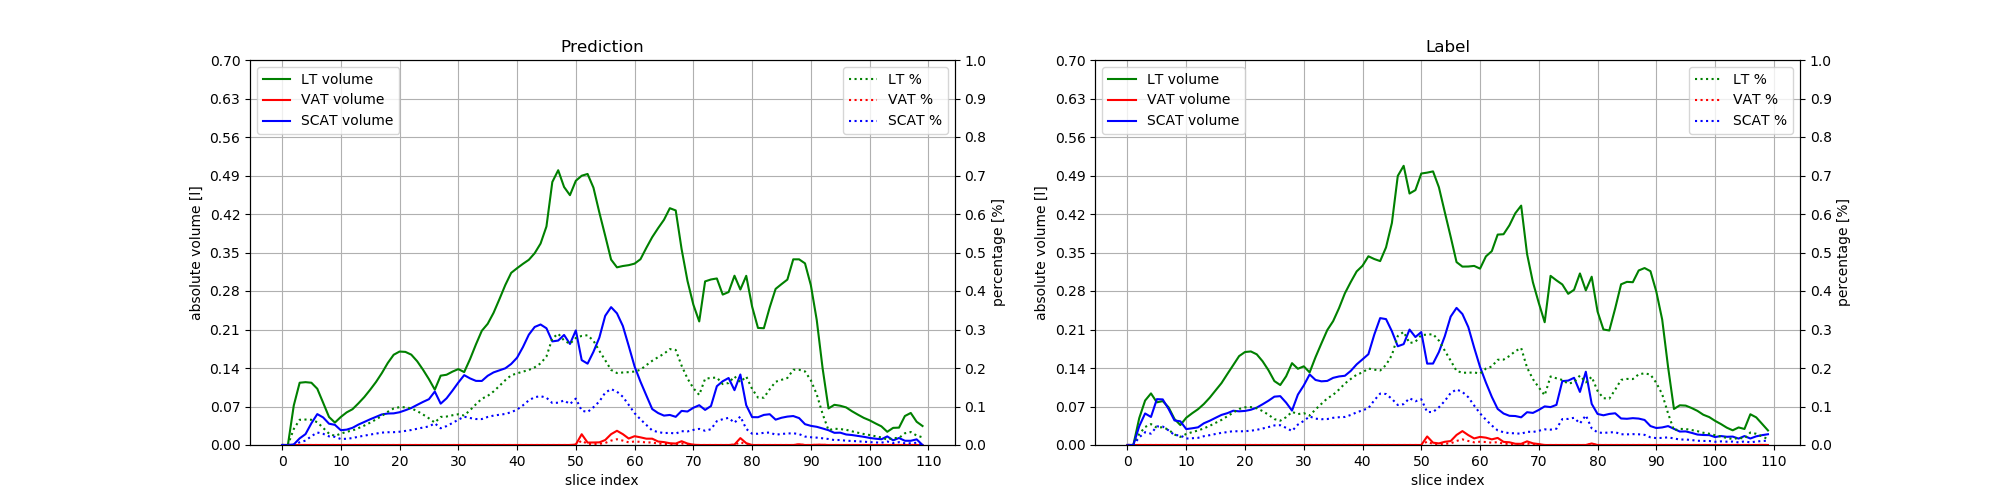 Prediction
LT volume
VAT volume
SCAT volume
LT %
VAT %
SCAT %
absolute volume [l]
0.70
0.63
0.56
0.49
0.42
0.35
0.28
0.21
0.14
0.07
0.00
1.0
0.9
0.8
0.7
0.6
0.5
0.4
0.3
0.2
0.1
0.0
percentage [%]
0 10 20 30 40 50 60 70 80 90 100 110
slice index
Label
LT volume
VAT volume
SCAT volume
LT %
VAT %
SCAT %
absolute volume [l]
0.70
0.63
0.56
0.49
0.42
0.35
0.28
0.21
0.14
0.07
0.00
1.0
0.9
0.8
0.7
0.6
0.5
0.4
0.3
0.2
0.1
0.0
percentage [%]
0 10 20 30 40 50 60 70 80 90 100 110
slice index